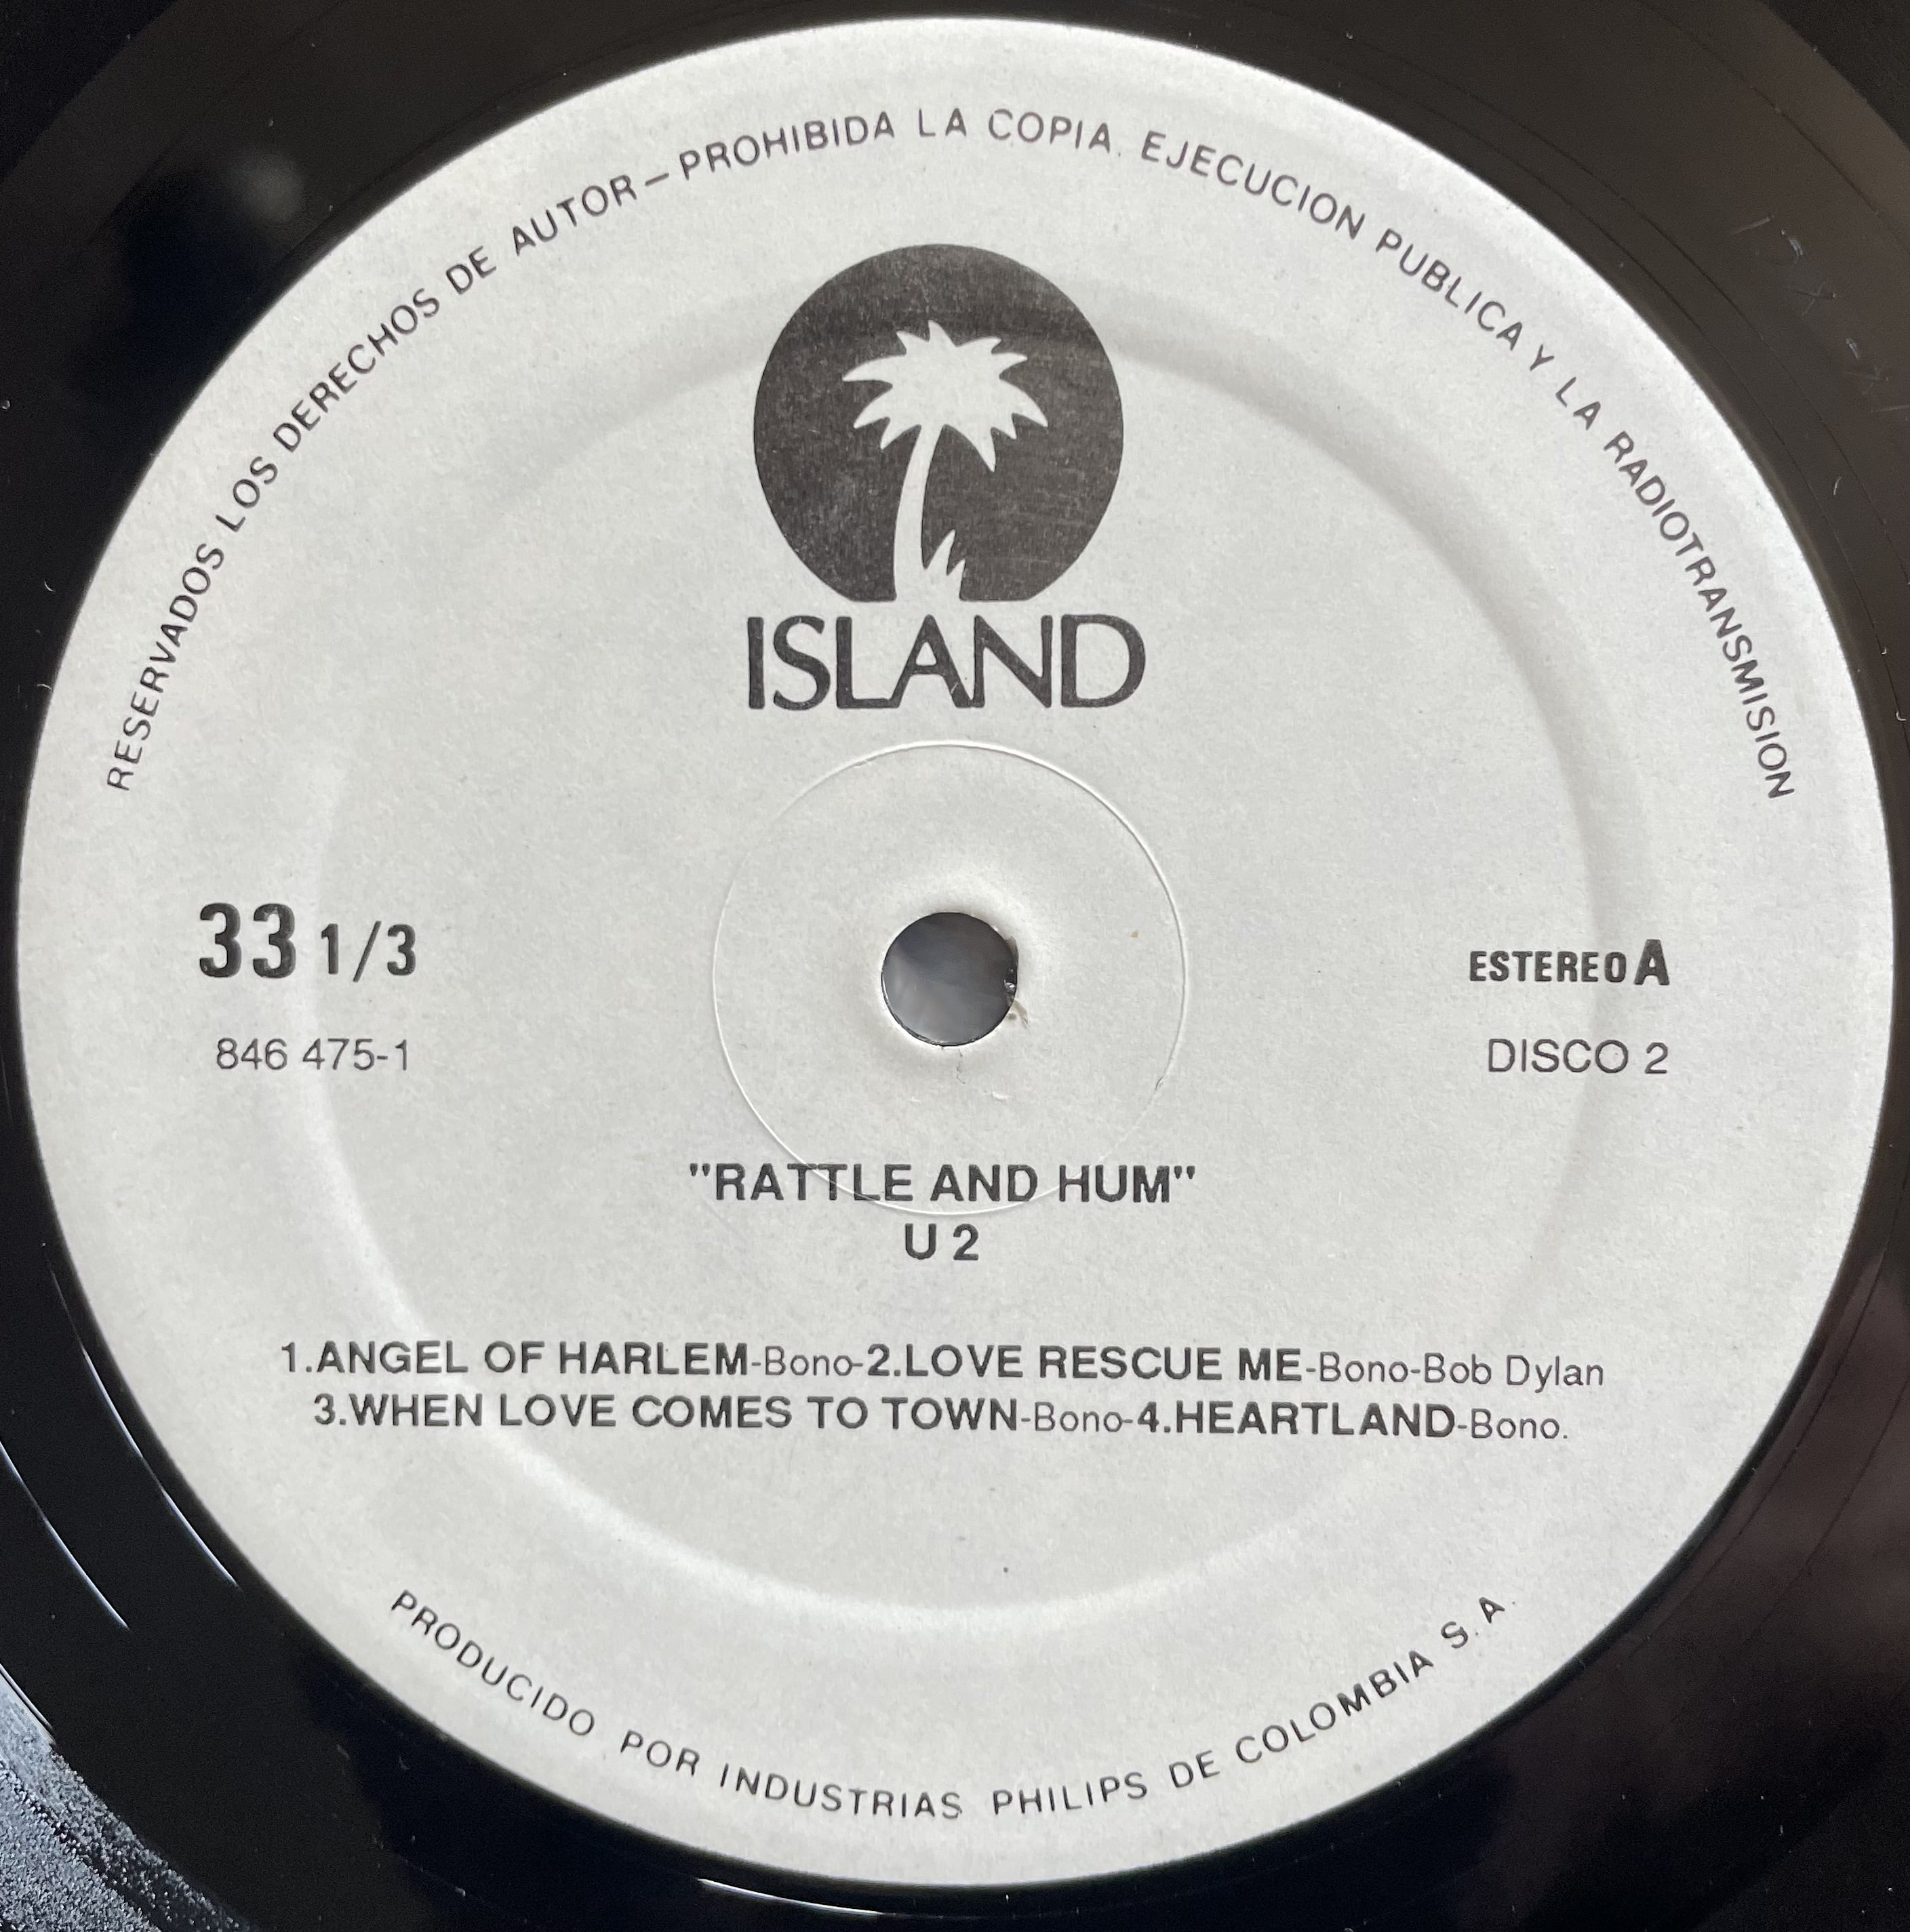 RESERVADOS LOS DERECHOS DE AUTOR – PROHIBIDA LA COPIA. EJECUCION PUBLICA Y LA RADIOTRANSMISION
ISLAND
33 1/3
846 475-1
ESTEREO A
DISCO 2
"RATTLE AND HUM"
U 2
1.ANGEL OF HARLEM-Bono-2.LOVE RESCUE ME-Bono-Bob Dylan
3.WHEN LOVE COMES TO TOWN-Bono-4.HEARTLAND-Bono.
PRODUCIDO POR INDUSTRIAS PHILIPS DE COLOMBIA S.A.